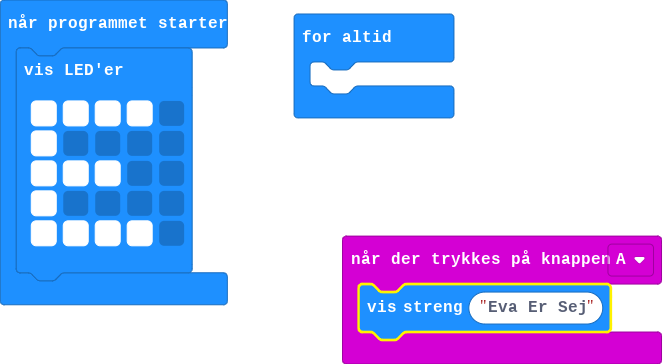 når programmet starter
vis LED'er
for altid
når der trykkes på knappen A
vis streng "Eva Er Sej"